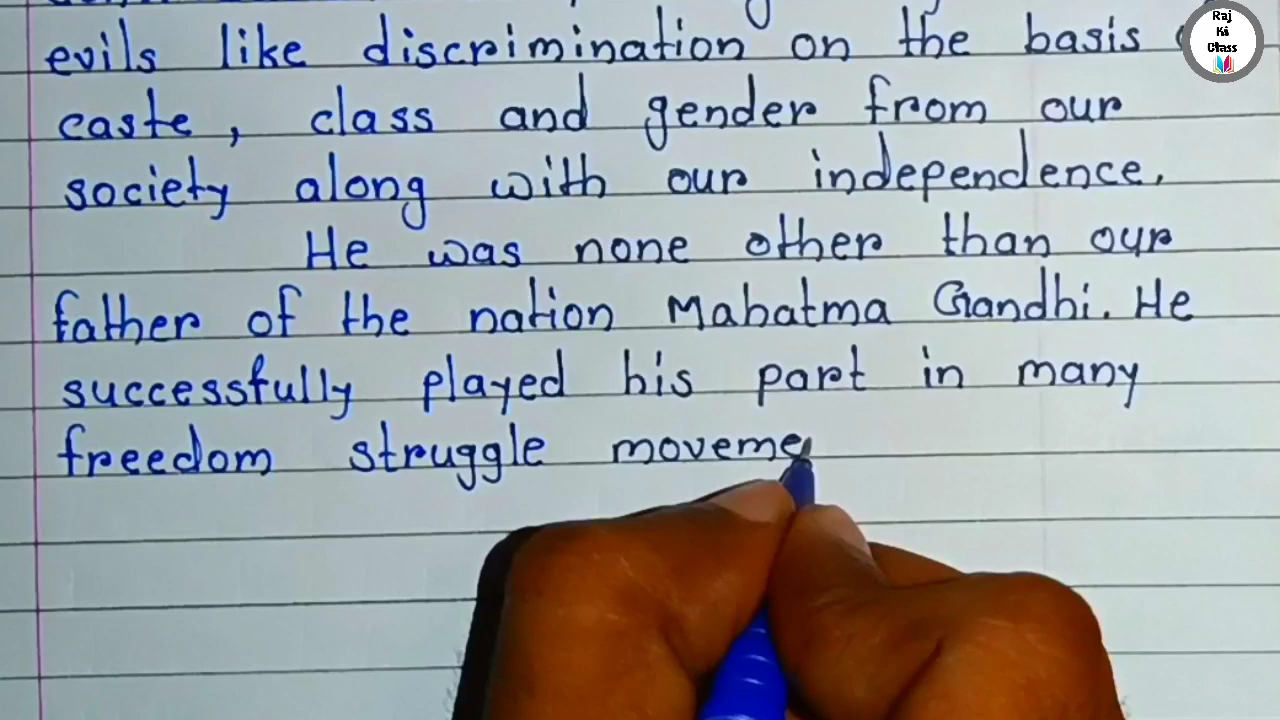 evils like discrimination on the basis
caste, class and gender from our
society along with our independence.
He was none other than our
father of the nation Mahatma Gandhi. He
successfully played his part in many
freedom struggle moveme
Raj
Ki
Class